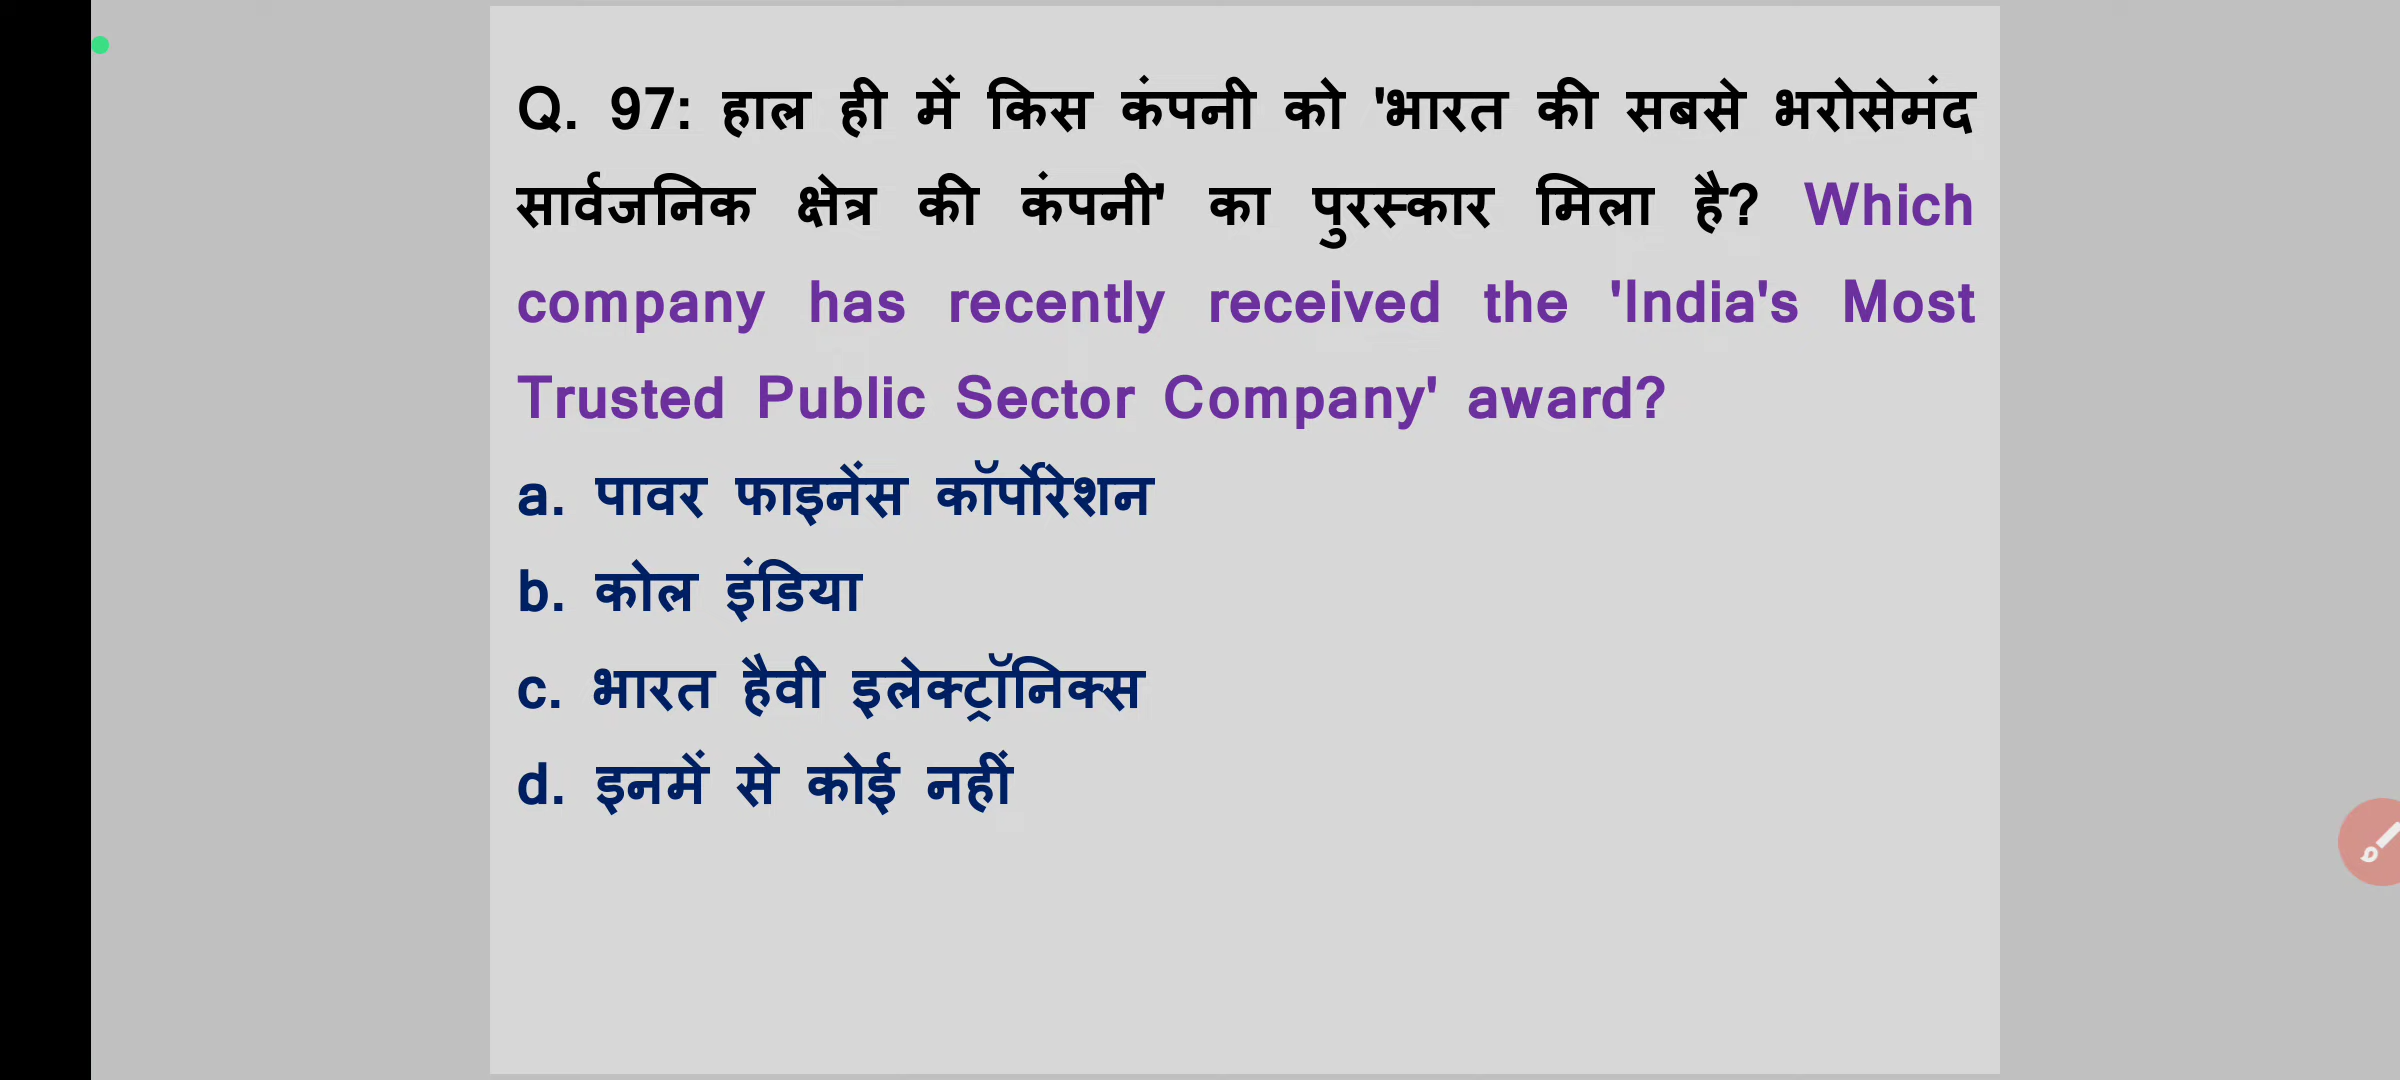 Q. 97: हाल ही में किस कंपनी को 'भारत की सबसे भरोसेमंद
सार्वजनिक क्षेत्र की कंपनी' का पुरस्कार मिला है? Which
company has recently received the 'India's Most
Trusted Public Sector Company' award?
a. पावर फाइनेंस कॉर्पोरेशन
b. कोल इंडिया
c. भारत हैवी इलेक्ट्रॉनिक्स
d. इनमें से कोई नहीं